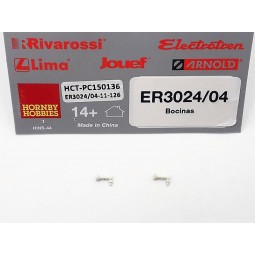 Rivarossi
Electrotren
Lima
Jouef
ARNOLD
HCT-PC150136
ER3024/04-11-126
HORNBY
HOBBIES
14+
Made in China
ER3024/04
Bocinas